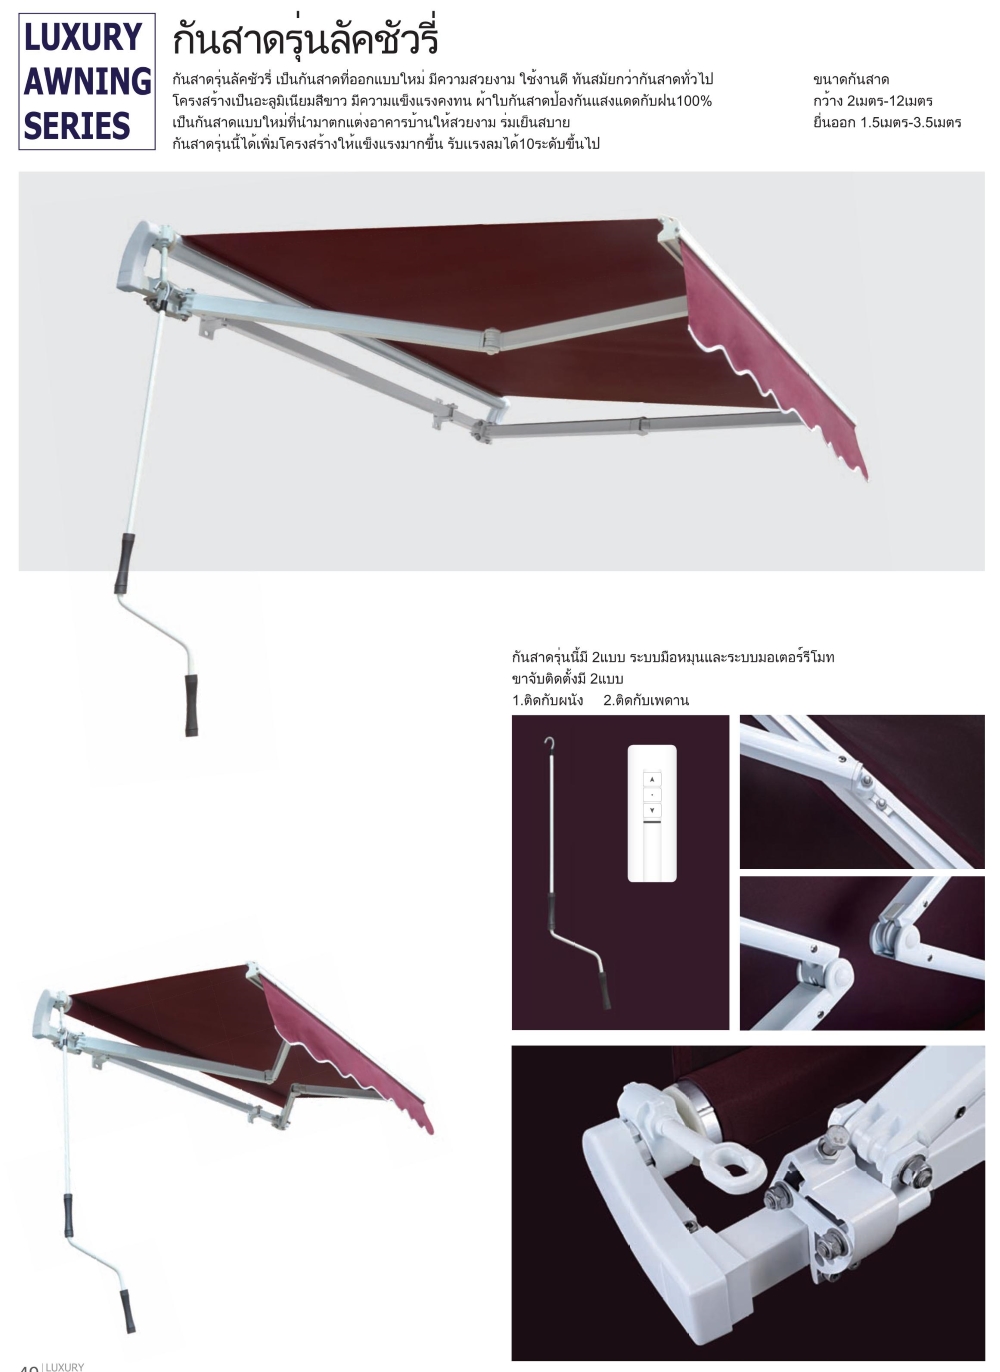 LUXURY
AWNING
SERIES
กันสาดรุ่นลัคชัวรี่
กันสาดรุ่นลัคชัวรี่ เป็นกันสาดที่ออกแบบใหม่ มีความสวยงาม ใช้งานดี ทันสมัยกว่ากันสาดทั่วไป
โครงสร้างเป็นอะลูมิเนียมสีขาว มีความแข็งแรงคงทน ผ้าใบกันสาดป้องกันแสงแดดกับฝน100%
เป็นกันสาดแบบใหม่ที่นำมาตกแต่งอาคารบ้านให้สวยงาม ร่มเย็นสบาย
กันสาดรุ่นนี้ได้เพิ่มโครงสร้างให้แข็งแรงมากขึ้น รับแรงลมได้10ระดับขึ้นไป
ขนาดกันสาด
กว้าง 2เมตร-12เมตร
ยื่นออก 1.5เมตร-3.5เมตร
กันสาดรุ่นนี้มี 2แบบ ระบบมือหมุนและระบบมอเตอร์รีโมท
ขาจับติดตั้งมี 2แบบ
1.ติดกับผนัง 2.ติดกับเพดาน
LUXURY